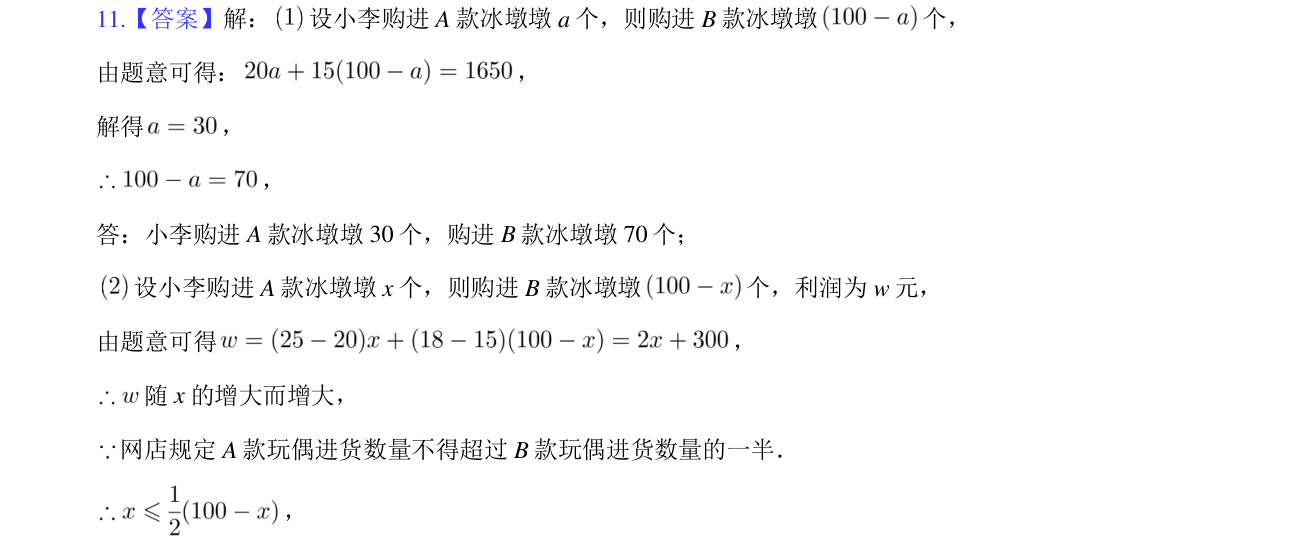 11.【答案】解：(1)设小李购进 A 款冰墩墩 a 个，则购进 B 款冰墩墩(100 − a)个，
由题意可得：20a + 15(100 − a) = 1650，
解得a = 30，
∴100 − a = 70，
答：小李购进 A 款冰墩墩 30 个，购进 B 款冰墩墩 70 个；
(2)设小李购进 A 款冰墩墩 x 个，则购进 B 款冰墩墩(100 − x)个，利润为 w 元，
由题意可得w = (25 − 20)x + (18 − 15)(100 − x) = 2x + 300，
∴w 随 x 的增大而增大，
∵网店规定 A 款玩偶进货数量不得超过 B 款玩偶进货数量的一半．
∴x ⩽ 1/2(100 − x)，